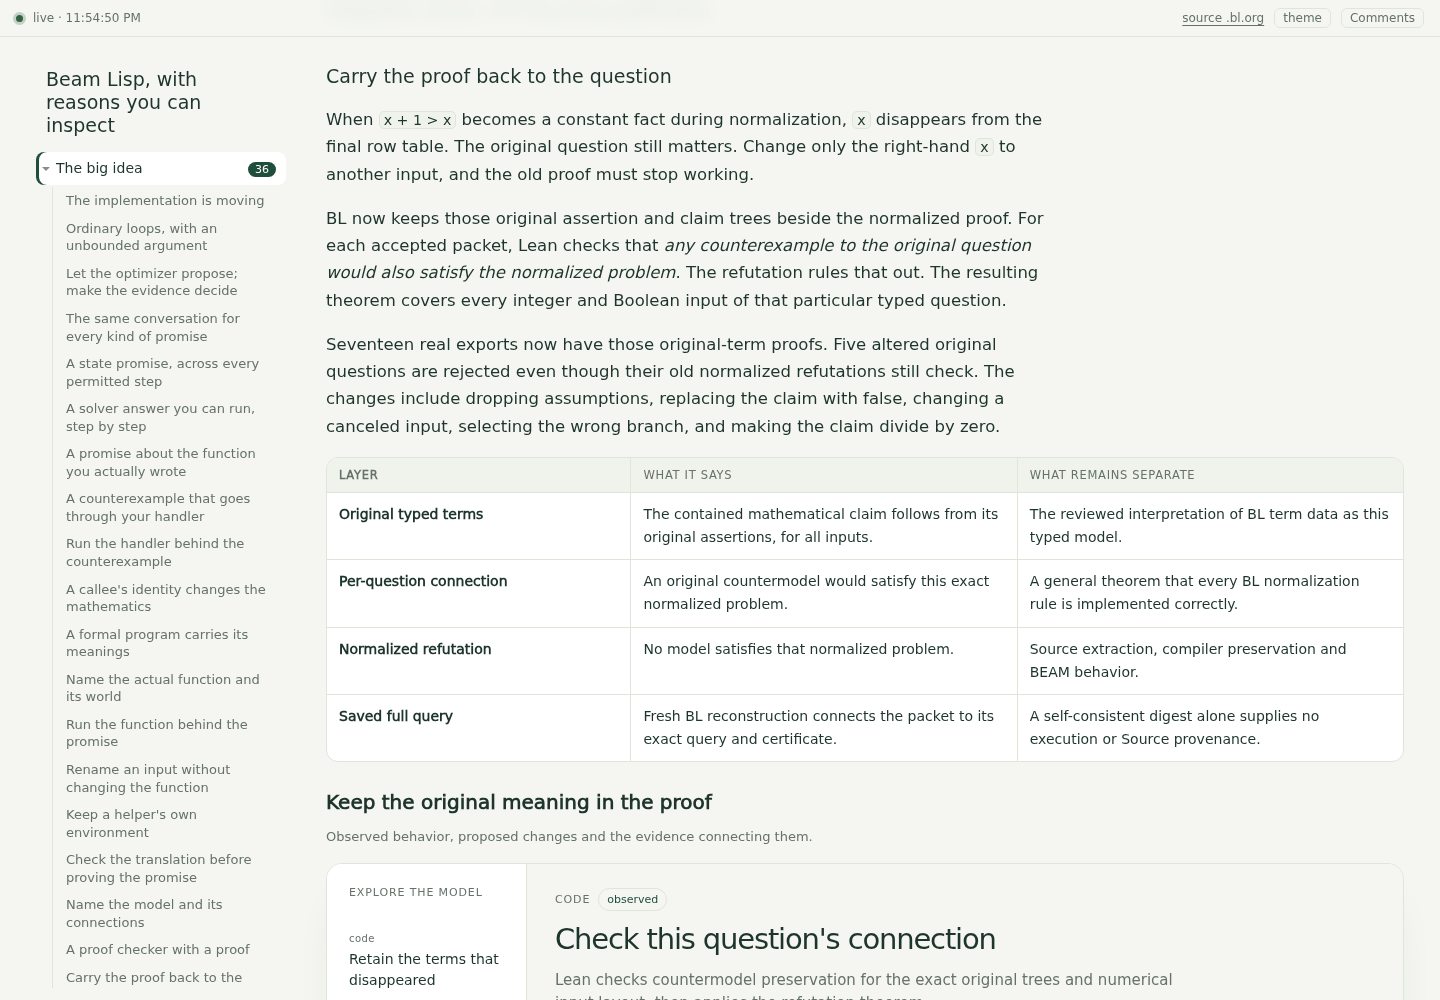 live · 11:54:50 PM
source .bl.org
theme
Comments
Beam Lisp, with
reasons you can
inspect
The big idea
36
The implementation is moving
Ordinary loops, with an
unbounded argument
Let the optimizer propose;
make the evidence decide
The same conversation for
every kind of promise
A state promise, across every
permitted step
A solver answer you can run,
step by step
A promise about the function
you actually wrote
A counterexample that goes
through your handler
Run the handler behind the
counterexample
A callee's identity changes the
mathematics
A formal program carries its
meanings
Name the actual function and
its world
Run the function behind the
promise
Rename an input without
changing the function
Keep a helper's own
environment
Check the translation before
proving the promise
Name the model and its
connections
A proof checker with a proof
Carry the proof back to the
Carry the proof back to the question
When x + 1 > x becomes a constant fact during normalization, x disappears from the
final row table. The original question still matters. Change only the right-hand x to
another input, and the old proof must stop working.
BL now keeps those original assertion and claim trees beside the normalized proof. For
each accepted packet, Lean checks that any counterexample to the original question
would also satisfy the normalized problem. The refutation rules that out. The resulting
theorem covers every integer and Boolean input of that particular typed question.
Seventeen real exports now have those original-term proofs. Five altered original
questions are rejected even though their old normalized refutations still check. The
changes include dropping assumptions, replacing the claim with false, changing a
canceled input, selecting the wrong branch, and making the claim divide by zero.
LAYER
WHAT IT SAYS
WHAT REMAINS SEPARATE
Original typed terms
The contained mathematical claim follows from its
original assertions, for all inputs.
The reviewed interpretation of BL term data as this
typed model.
Per-question connection
An original countermodel would satisfy this exact
normalized problem.
A general theorem that every BL normalization
rule is implemented correctly.
Normalized refutation
No model satisfies that normalized problem.
Source extraction, compiler preservation and
BEAM behavior.
Saved full query
Fresh BL reconstruction connects the packet to its
exact query and certificate.
A self-consistent digest alone supplies no
execution or Source provenance.
Keep the original meaning in the proof
Observed behavior, proposed changes and the evidence connecting them.
EXPLORE THE MODEL
code
Retain the terms that
disappeared
CODE
observed
Check this question's connection
Lean checks countermodel preservation for the exact original trees and numerical
input layout, then applies the refutation theorem.